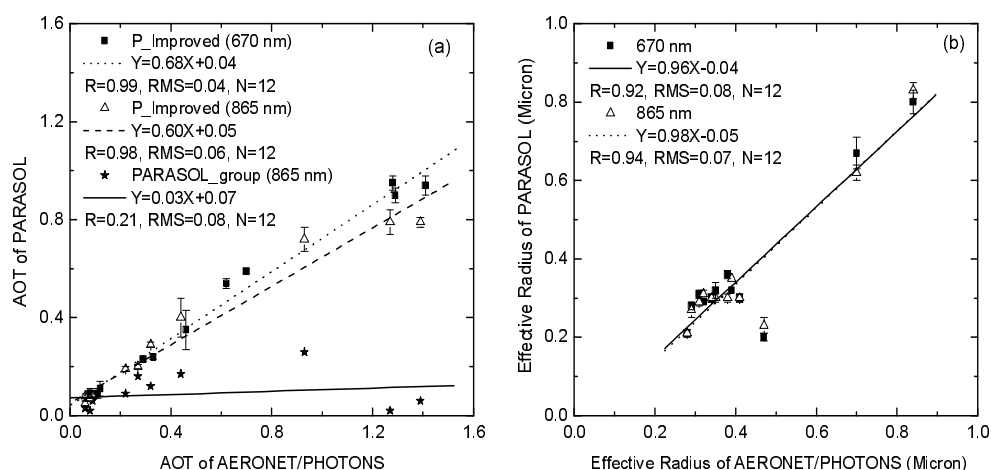 (a)
P_Improved (670 nm)
Y=0.68X+0.04
R=0.99, RMS=0.04, N=12
P_Improved (865 nm)
Y=0.60X+0.05
R=0.98, RMS=0.06, N=12
PARASOL_group (865 nm)
Y=0.03X+0.07
R=0.21, RMS=0.08, N=12
AOT of PARASOL
1.6
1.2
0.8
0.4
0.0
0.0 0.4 0.8 1.2 1.6
AOT of AERONET/PHOTONS
(b)
670 nm
Y=0.96X-0.04
R=0.92, RMS=0.08, N=12
865 nm
Y=0.98X-0.05
R=0.94, RMS=0.07, N=12
Effective Radius of PARASOL (Micron)
1.0
0.8
0.6
0.4
0.2
0.0
0.0 0.2 0.4 0.6 0.8 1.0
Effective Radius of AERONET/PHOTONS (Micron)